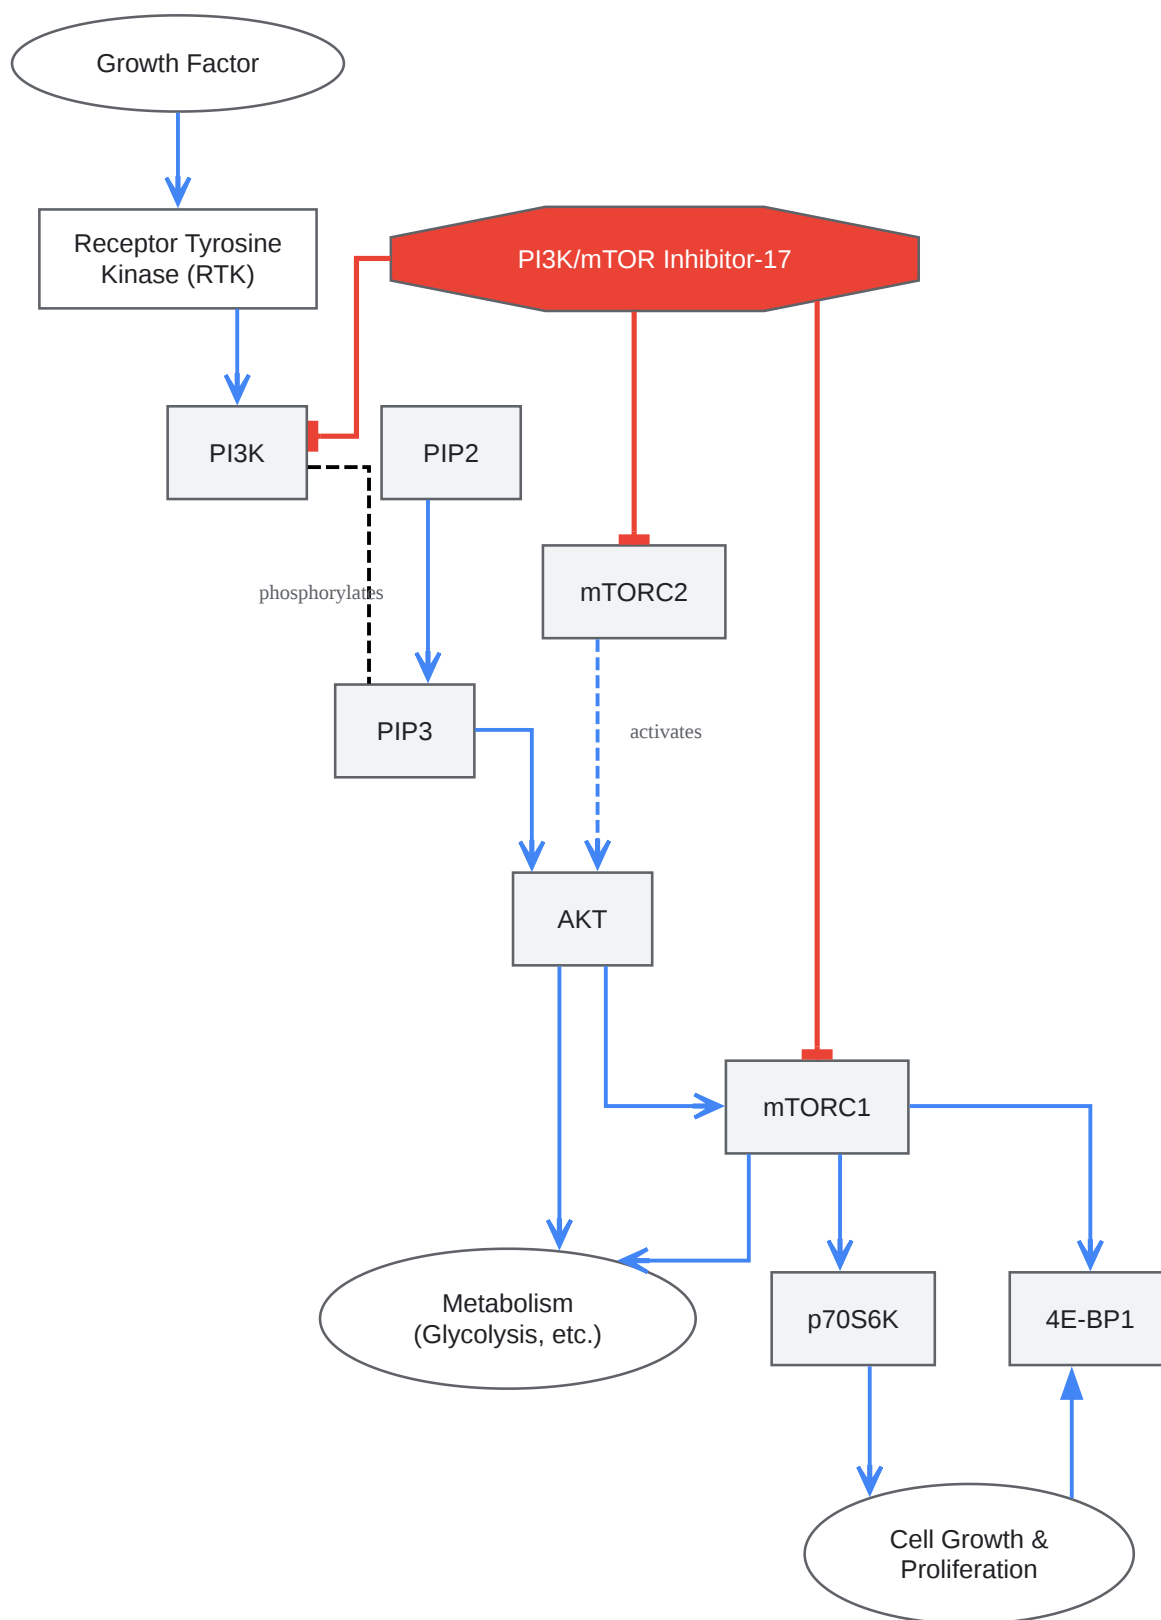 Growth Factor
Receptor Tyrosine
Kinase (RTK)
PI3K/mTOR Inhibitor-17
PI3K
PIP2
phosphorylates
mTORC2
PIP3
activates
AKT
mTORC1
Metabolism
(Glycolysis, etc.)
p70S6K
4E-BP1
Cell Growth &
Proliferation